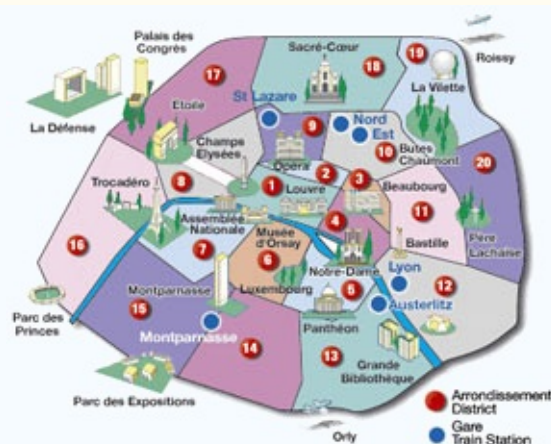 Palais des
Congrés
17
Sacré-Cœur
18
19
Roissy
La Vilette
La Défense
Etoile
St Lazare
9
Nord
Est
10
Butes
Chaumont
20
Champs
Elysées
Opéra
2
8
1
Louvre
3
Beaubourg
Trocadéro
11
Assemblée
Nationale
Musée
d'Orsay
4
Bastille
Père
Lachaise
16
7
6
Notre-Dame
Lyon
Luxembourg
5
12
Montparnasse
Austerlitz
Parc des
Princes
15
Montparnasse
Panthéon
14
13
Grande
Bibliothèque
Parc des Expositions
Orly
Arrondissement
District
Gare
Train Station